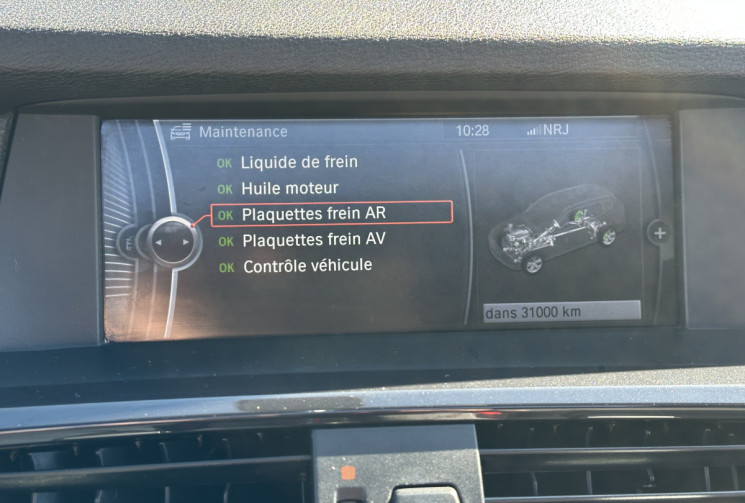 Maintenance
10:28
NRJ
OK Liquide de frein
OK Huile moteur
OK Plaquettes frein AR
OK Plaquettes frein AV
OK Contrôle véhicule
dans 31000 km